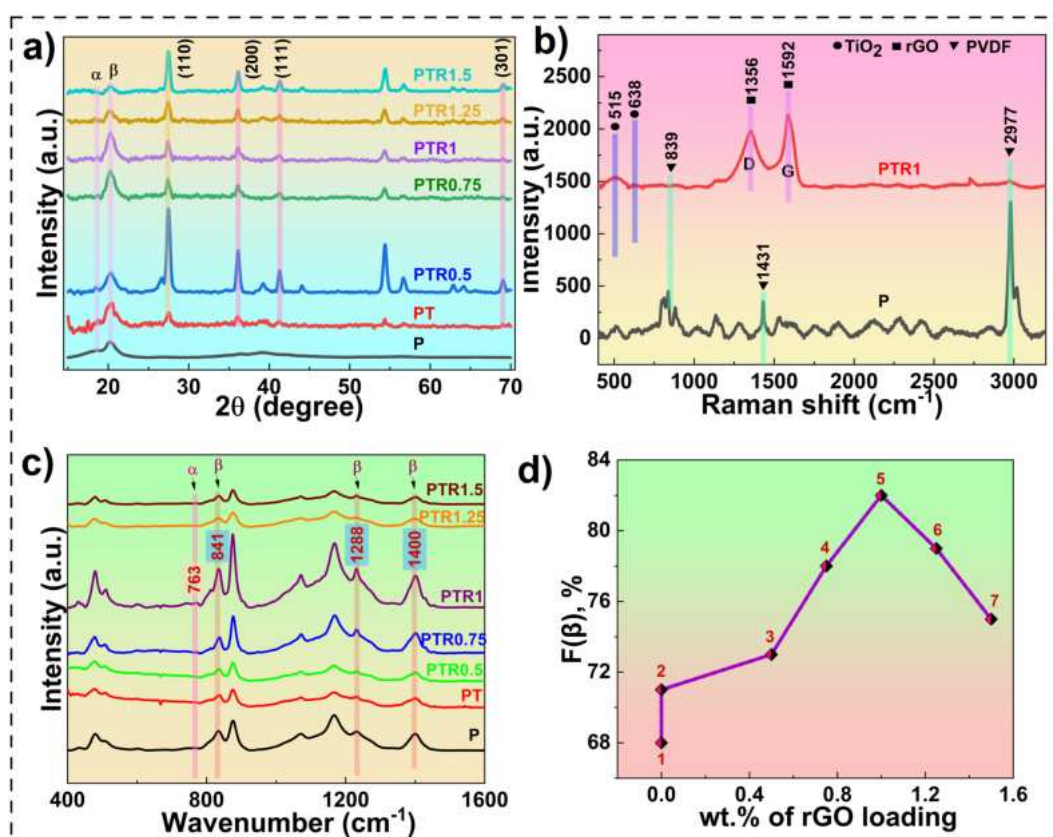 a)
α
β
(110)
(200)
(111)
(301)
PTR1.5
PTR1.25
PTR1
PTR0.75
PTR0.5
PT
P
Intensity (a.u.)
20 30 40 50 60 70
2θ (degree)
b)
TiO2 rGO PVDF
515
638
839
1356
1592
2977
D
G
PTR1
1431
P
2500
2000
1500
1000
500
0
Intensity (a.u.)
500 1000 1500 2000 2500 3000
Raman shift (cm-1)
c)
α
β
β
β
PTR1.5
PTR1.25
763
841
1288
1400
PTR1
PTR0.75
PTR0.5
PT
P
Intensity (a.u.)
400 800 1200 1600
Wavenumber (cm-1)
d)
84
80
76
72
68
F(β), %
1
2
3
4
5
6
7
0.0 0.4 0.8 1.2 1.6
wt.% of rGO loading